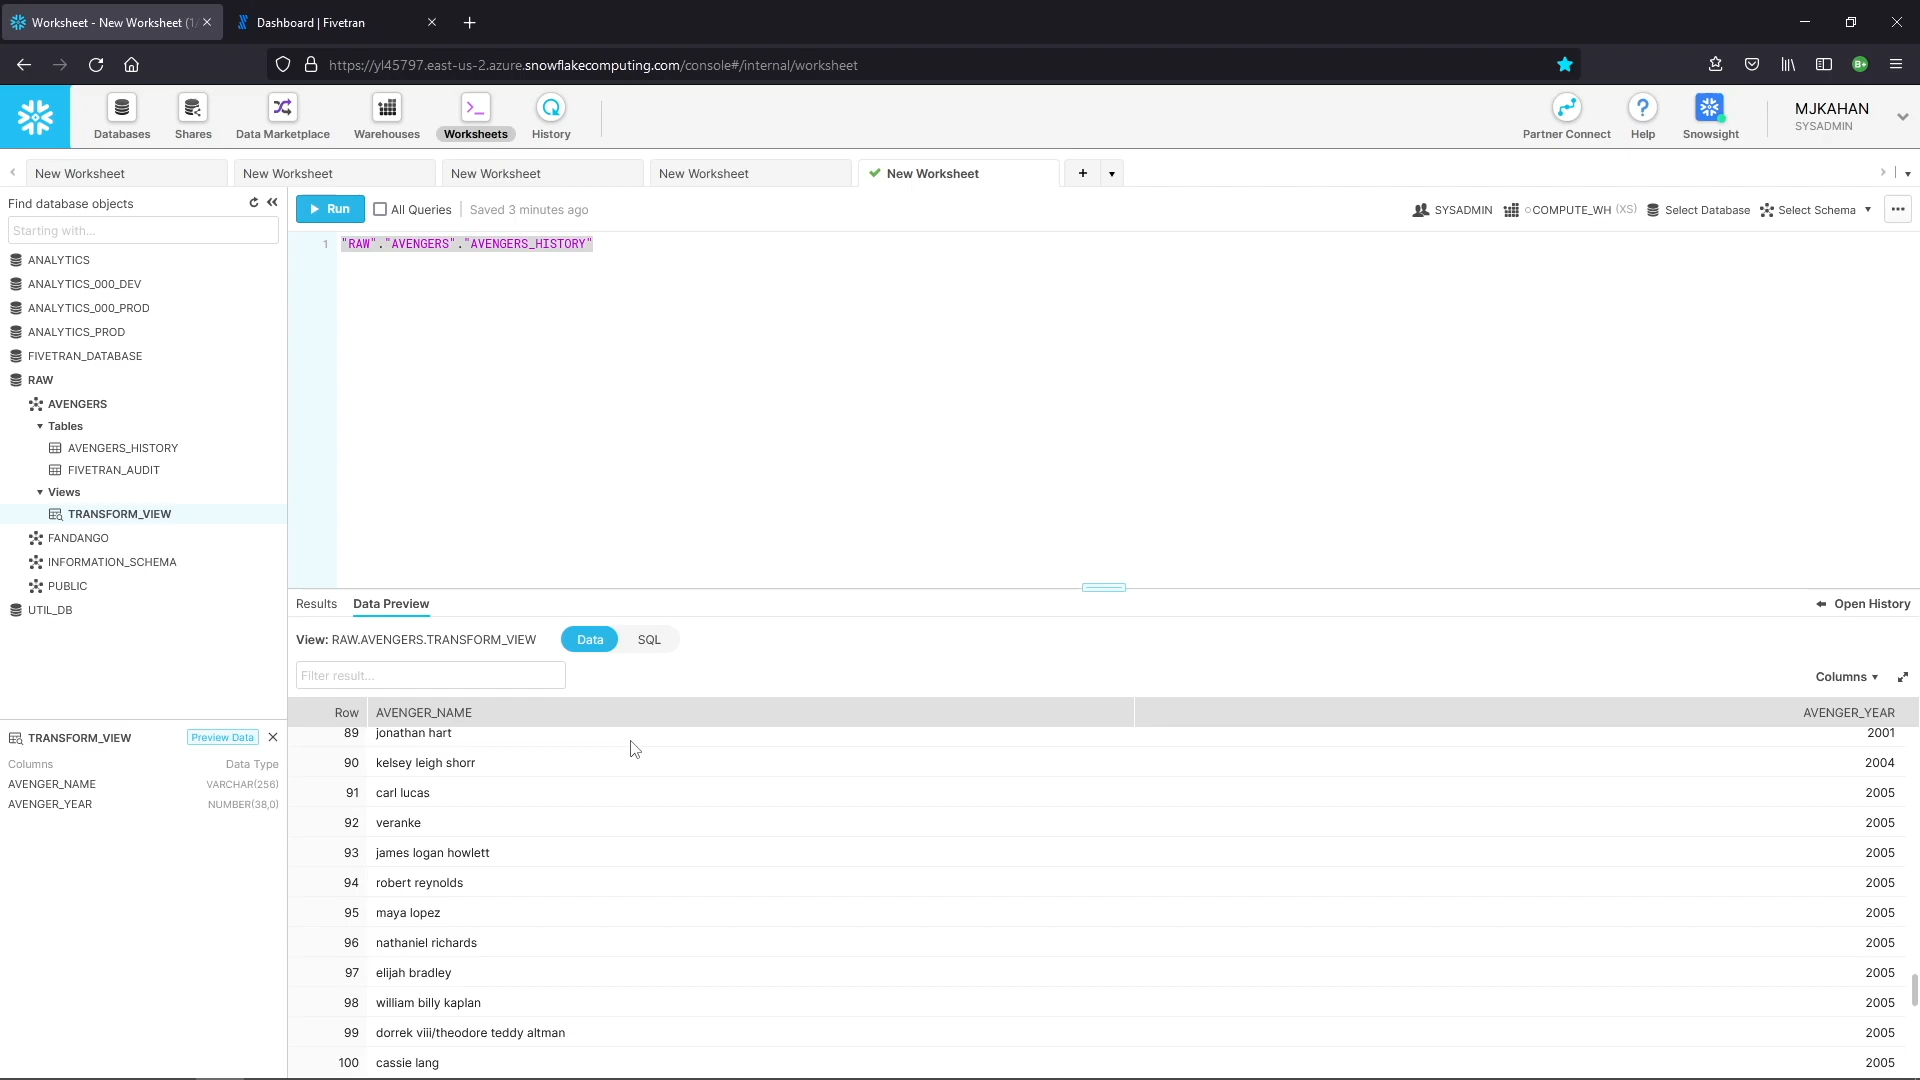 Worksheet - New Worksheet (1/
Dashboard | Fivetran
https://yl45797.east-us-2.azure.snowflakecomputing.com/console#/internal/worksheet
B+
Databases
Shares
Data Marketplace
Warehouses
Worksheets
History
Partner Connect
Help
Snowsight
MJKAHAN
SYSADMIN
New Worksheet
New Worksheet
New Worksheet
New Worksheet
New Worksheet
Find database objects
Starting with...
ANALYTICS
ANALYTICS_000_DEV
ANALYTICS_000_PROD
ANALYTICS_PROD
FIVETRAN_DATABASE
RAW
AVENGERS
Tables
AVENGERS_HISTORY
FIVETRAN_AUDIT
Views
TRANSFORM_VIEW
FANDANGO
INFORMATION_SCHEMA
PUBLIC
UTIL_DB
TRANSFORM_VIEW Preview Data
Columns Data Type
AVENGER_NAME VARCHAR(256)
AVENGER_YEAR NUMBER(38,0)
Run All Queries Saved 3 minutes ago
SYSADMIN COMPUTE_WH (XS) Select Database Select Schema
1 "RAW"."AVENGERS"."AVENGERS_HISTORY"
Results Data Preview Open History
View: RAW.AVENGERS.TRANSFORM_VIEW Data SQL
Filter result... Columns
Row AVENGER_NAME AVENGER_YEAR
89 jonathan hart 2001
90 kelsey leigh shorr 2004
91 carl lucas 2005
92 veranke 2005
93 james logan howlett 2005
94 robert reynolds 2005
95 maya lopez 2005
96 nathaniel richards 2005
97 elijah bradley 2005
98 william billy kaplan 2005
99 dorrek viii/theodore teddy altman 2005
100 cassie lang 2005